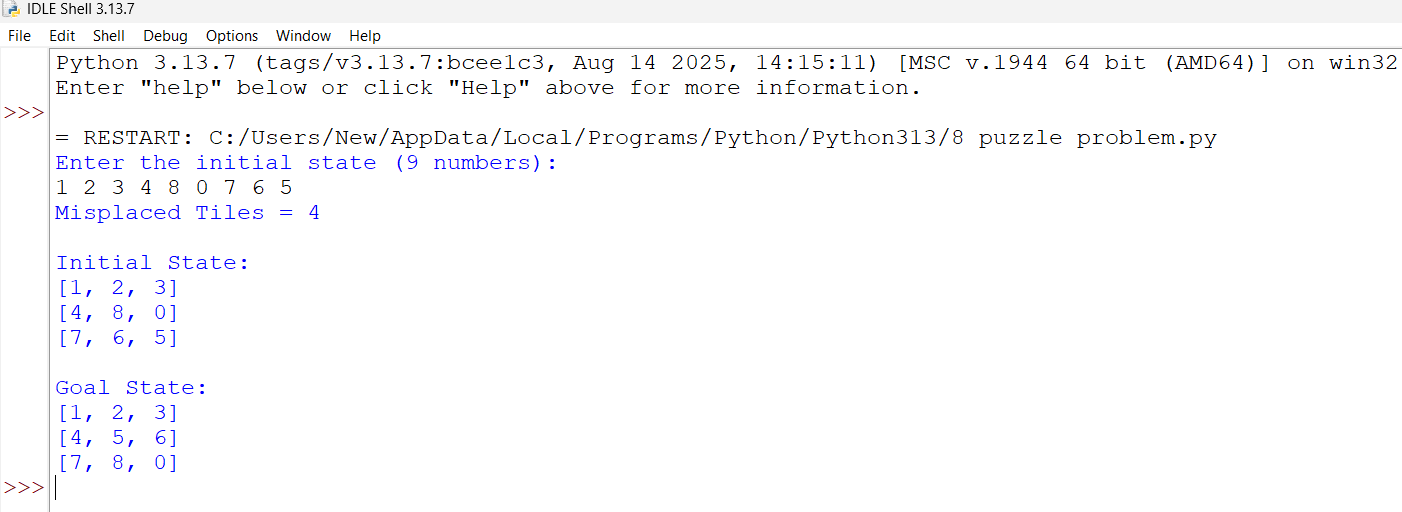 IDLE Shell 3.13.7
File Edit Shell Debug Options Window Help
Python 3.13.7 (tags/v3.13.7:bcee1c3, Aug 14 2025, 14:15:11) [MSC v.1944 64 bit (AMD64)] on win32
Enter "help" below or click "Help" above for more information.
>>>
= RESTART: C:/Users/New/AppData/Local/Programs/Python/Python313/8 puzzle problem.py
Enter the initial state (9 numbers):
1 2 3 4 8 0 7 6 5
Misplaced Tiles = 4
Initial State:
[1, 2, 3]
[4, 8, 0]
[7, 6, 5]
Goal State:
[1, 2, 3]
[4, 5, 6]
[7, 8, 0]
>>>